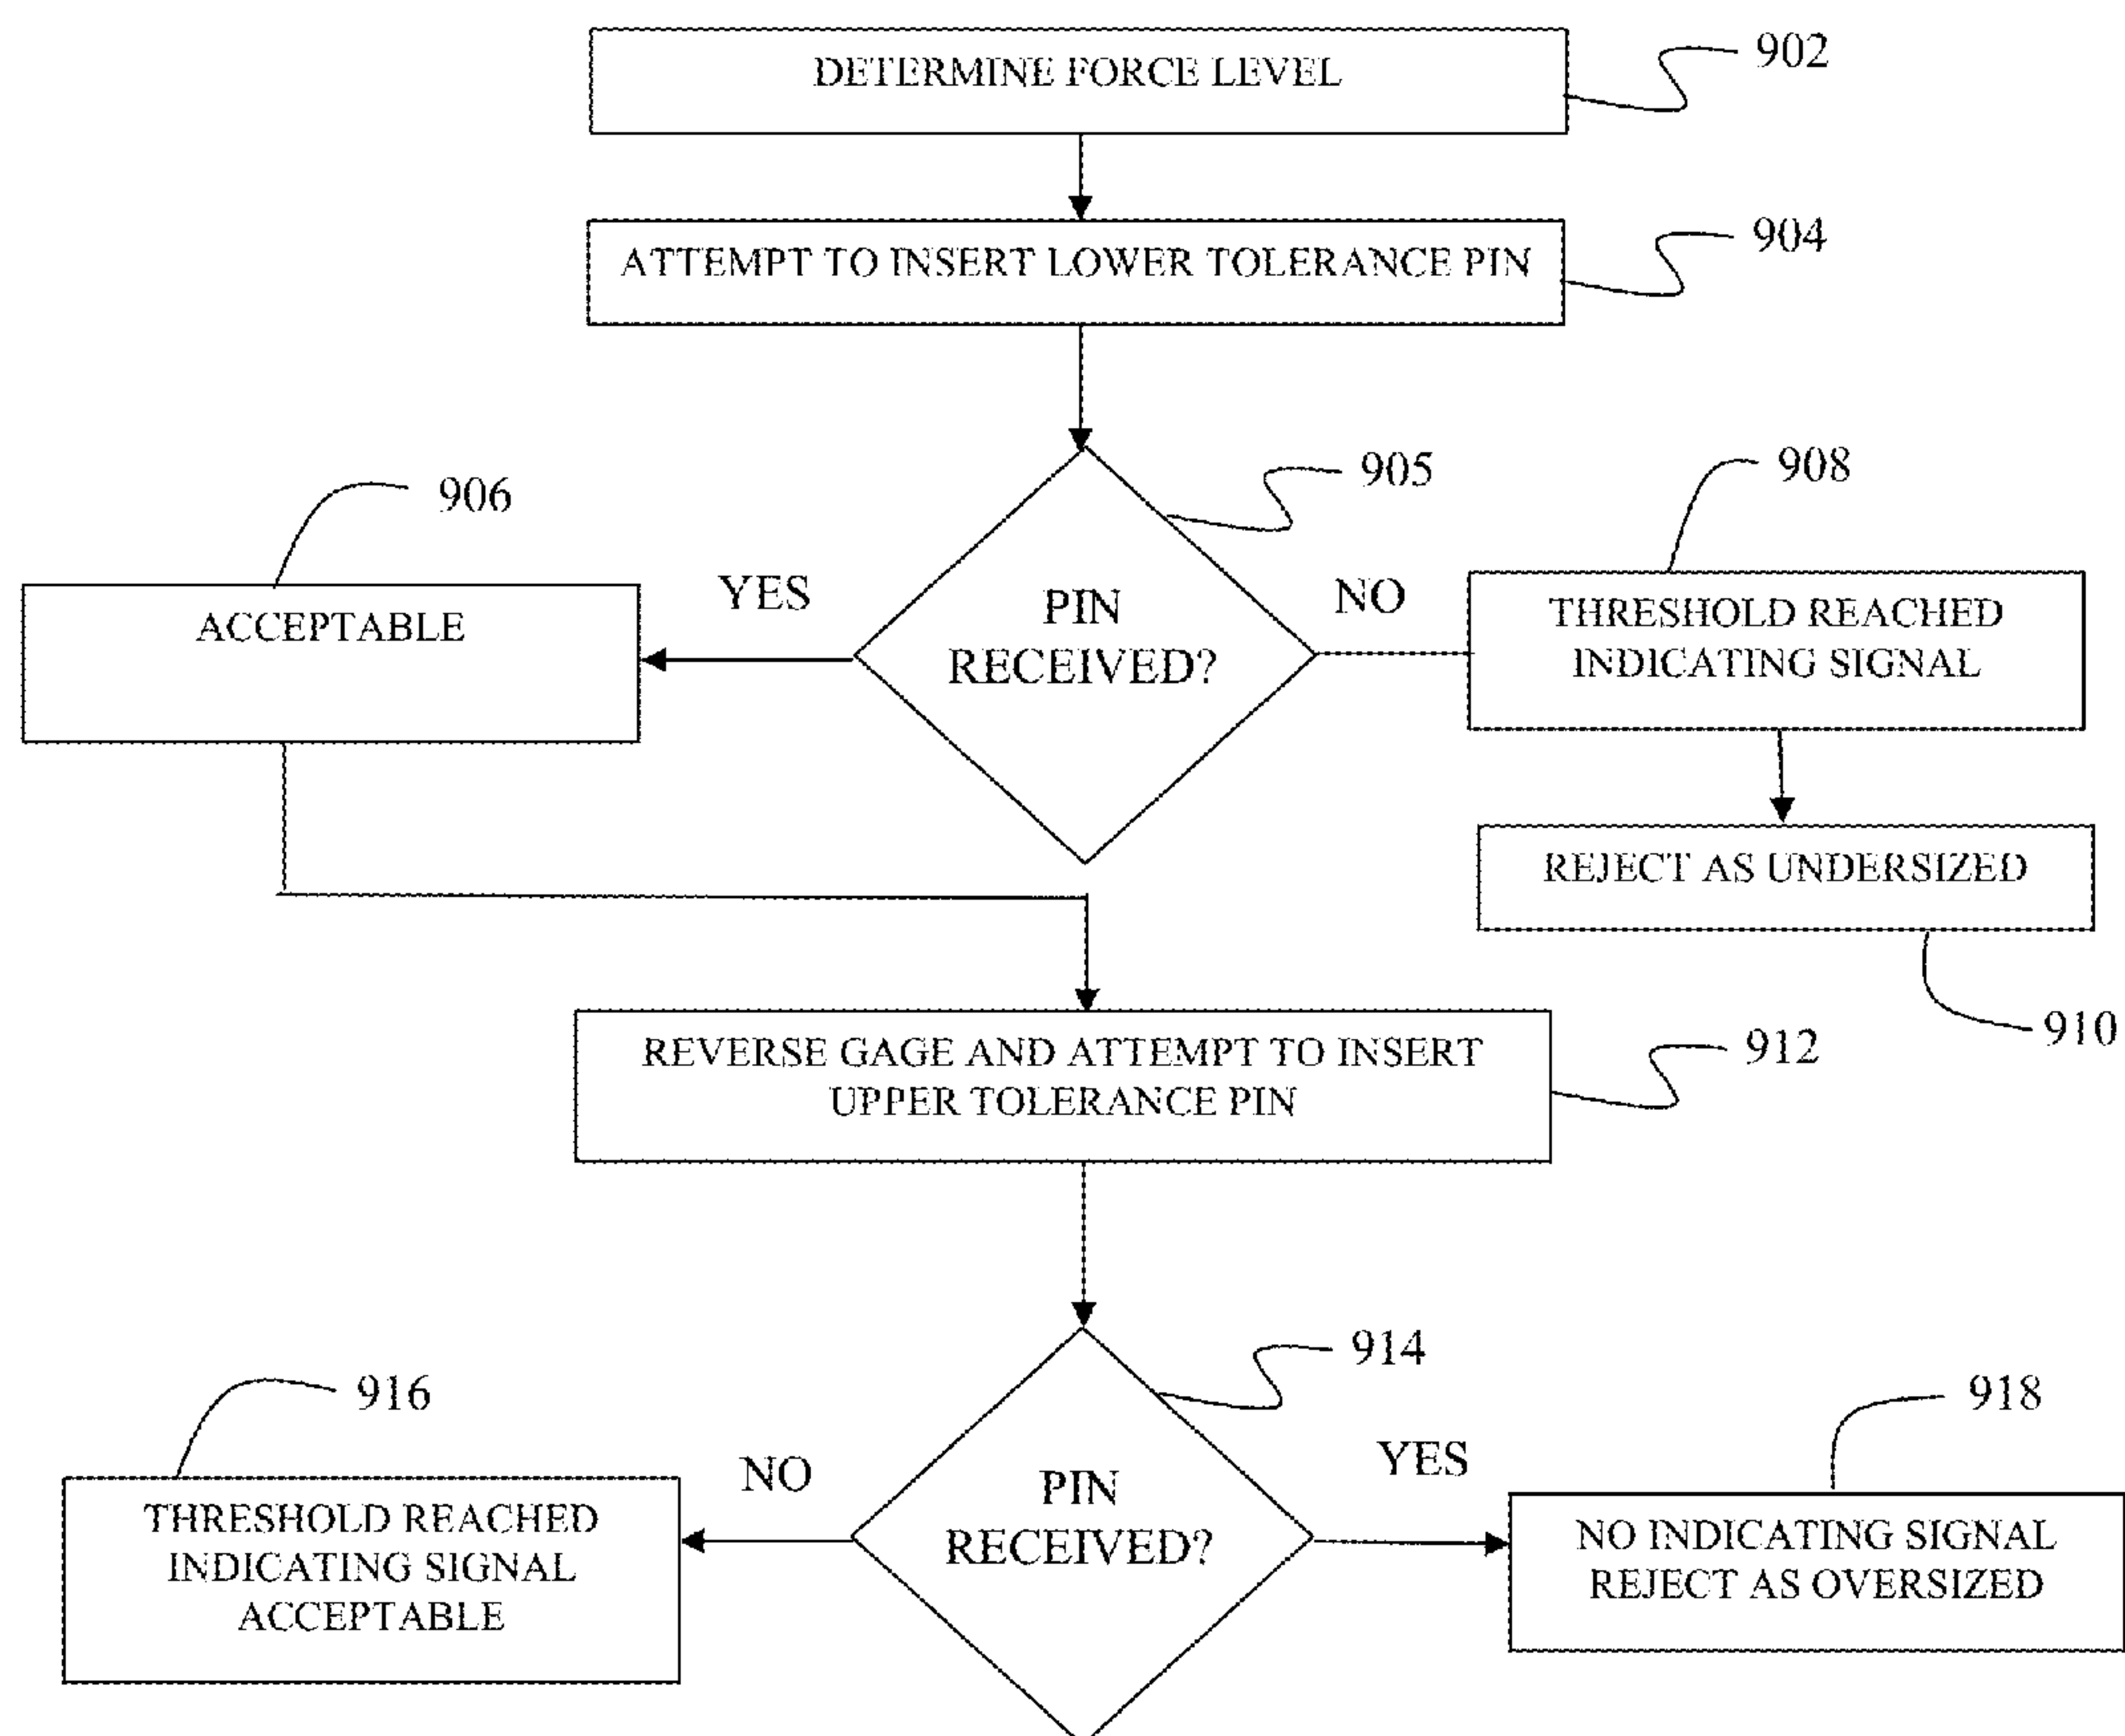 DETERMINE FORCE LEVEL
902
ATTEMPT TO INSERT LOWER TOLERANCE PIN
904
905
906
908
ACCEPTABLE
YES
PIN
RECEIVED?
NO
THRESHOLD REACHED
INDICATING SIGNAL
REJECT AS UNDERSIZED
910
REVERSE GAGE AND ATTEMPT TO INSERT
UPPER TOLERANCE PIN
912
914
916
918
THRESHOLD REACHED
INDICATING SIGNAL
ACCEPTABLE
NO
PIN
RECEIVED?
YES
NO INDICATING SIGNAL
REJECT AS OVERSIZED